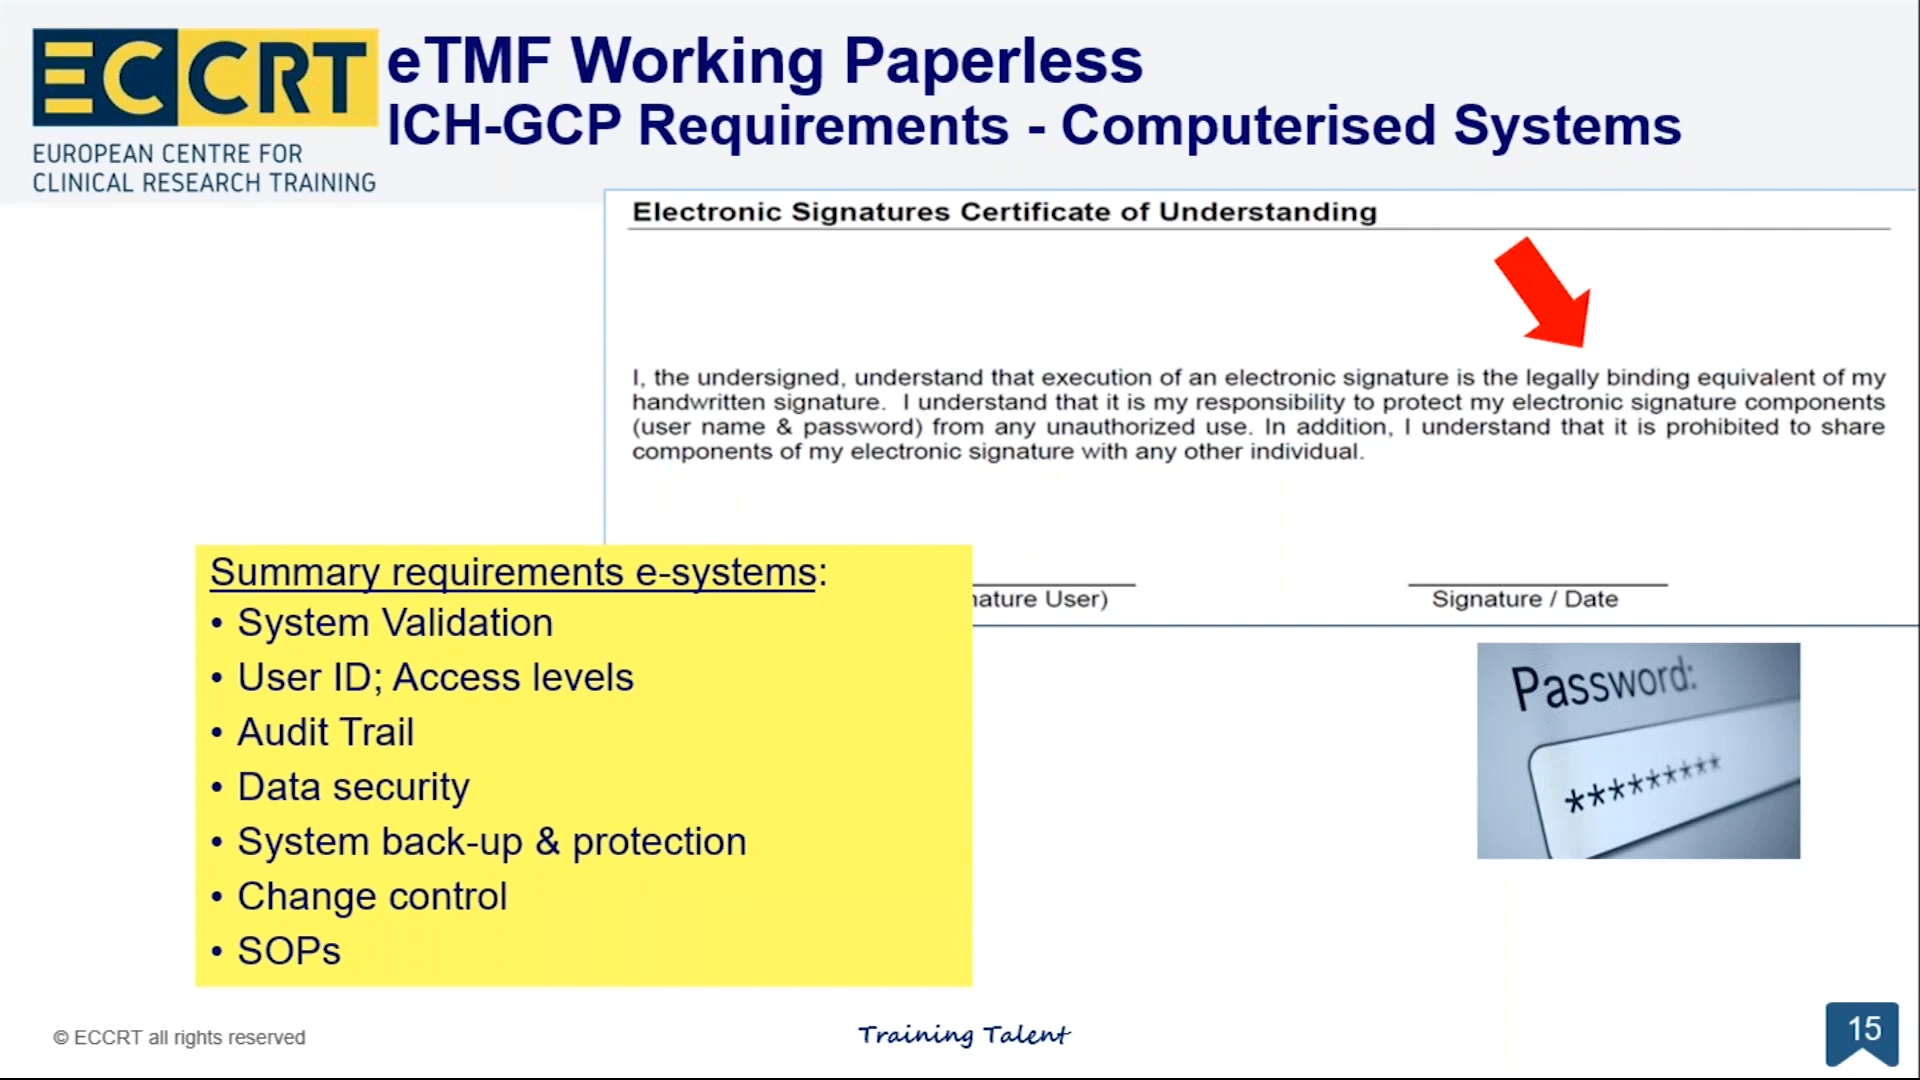 ECCRT
EUROPEAN CENTRE FOR
CLINICAL RESEARCH TRAINING
eTMF Working Paperless
ICH-GCP Requirements - Computerised Systems
Electronic Signatures Certificate of Understanding
I, the undersigned, understand that execution of an electronic signature is the legally binding equivalent of my
handwritten signature.  I understand that it is my responsibility to protect my electronic signature components
(user name & password) from any unauthorized use. In addition, I understand that it is prohibited to share
components of my electronic signature with any other individual.
User)
Signature / Date
Summary requirements e-systems:
• System Validation
• User ID; Access levels
• Audit Trail
• Data security
• System back-up & protection
• Change control
• SOPs
Password:
*********
© ECCRT all rights reserved
Training Talent
15